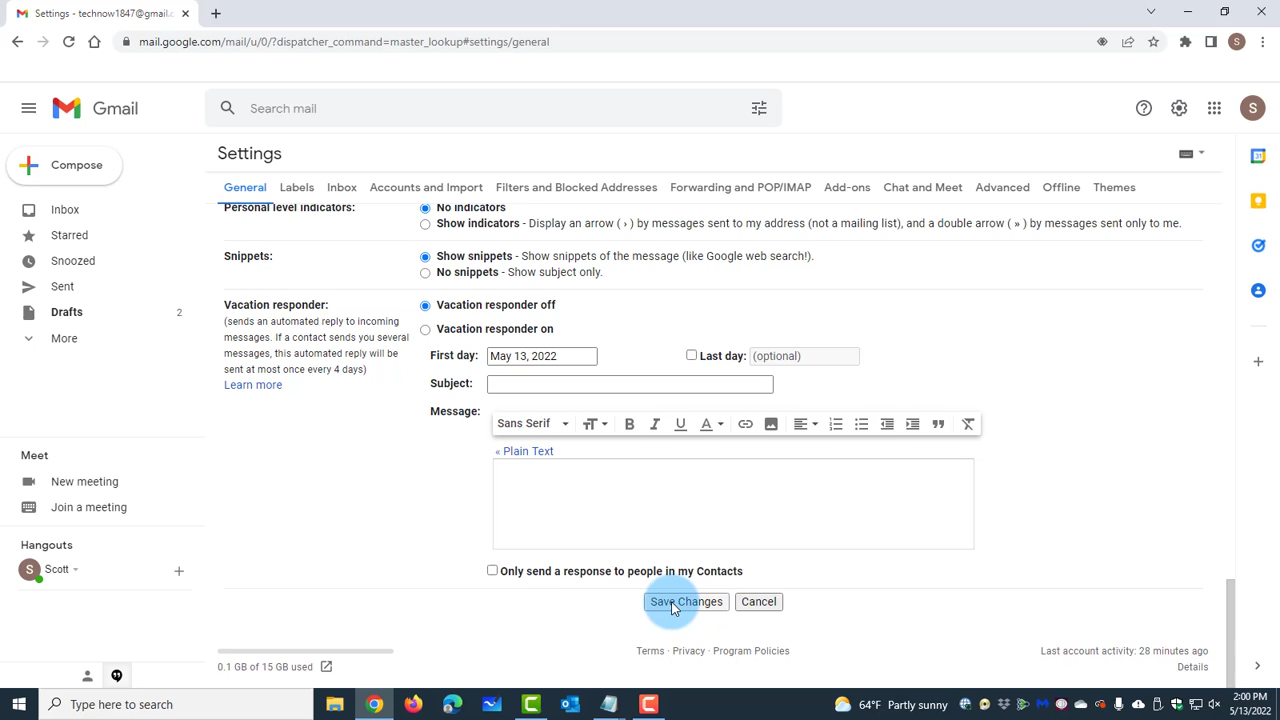 Settings - technow1847@gmail.c
mail.google.com/mail/u/0/?dispatcher_command=master_lookup#settings/general
S
Gmail
Search mail
S
Compose
Inbox
Starred
Snoozed
Sent
Drafts 2
More
Meet
New meeting
Join a meeting
Hangouts
S Scott
0.1 GB of 15 GB used
Settings
General Labels Inbox Accounts and Import Filters and Blocked Addresses Forwarding and POP/IMAP Add-ons Chat and Meet Advanced Offline Themes
Personal level indicators: No indicators
Show indicators - Display an arrow ( › ) by messages sent to my address (not a mailing list), and a double arrow ( » ) by messages sent only to me.
Snippets: Show snippets - Show snippets of the message (like Google web search!).
No snippets - Show subject only.
Vacation responder:
(sends an automated reply to incoming
messages. If a contact sends you several
messages, this automated reply will be
sent at most once every 4 days)
Learn more
Vacation responder off
Vacation responder on
First day: May 13, 2022 Last day: (optional)
Subject:
Message:
Sans Serif
« Plain Text
Only send a response to people in my Contacts
Save Changes Cancel
Terms · Privacy · Program Policies
Last account activity: 28 minutes ago
Details
31
Type here to search
64°F Partly sunny
2:00 PM
5/13/2022